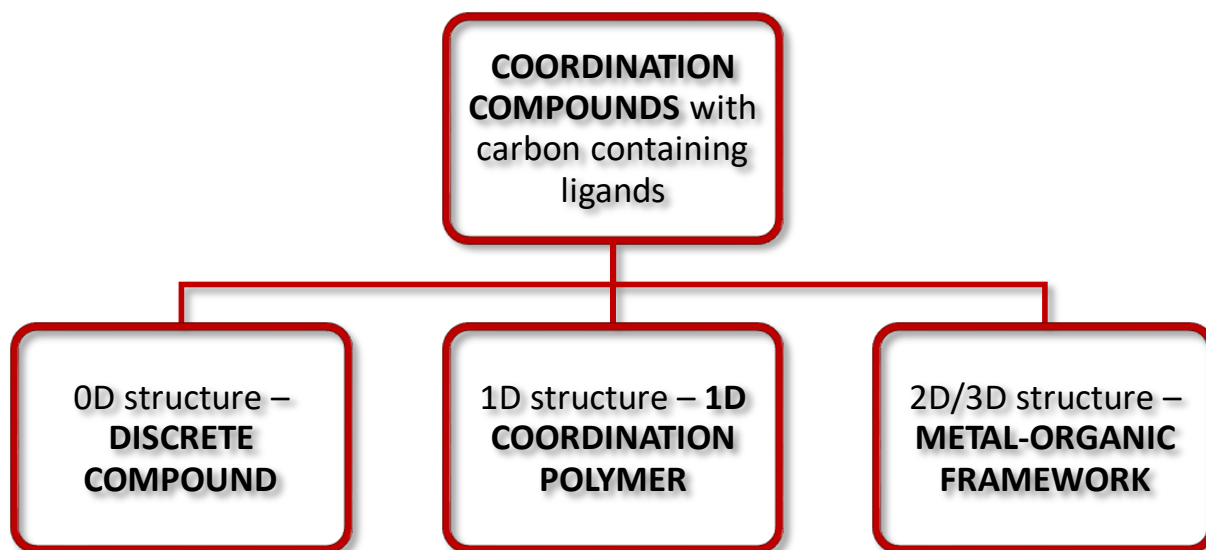 COORDINATION
COMPOUNDS with
carbon containing
ligands
0D structure –
DISCRETE
COMPOUND
1D structure – 1D
COORDINATION
POLYMER
2D/3D structure –
METAL-ORGANIC
FRAMEWORK